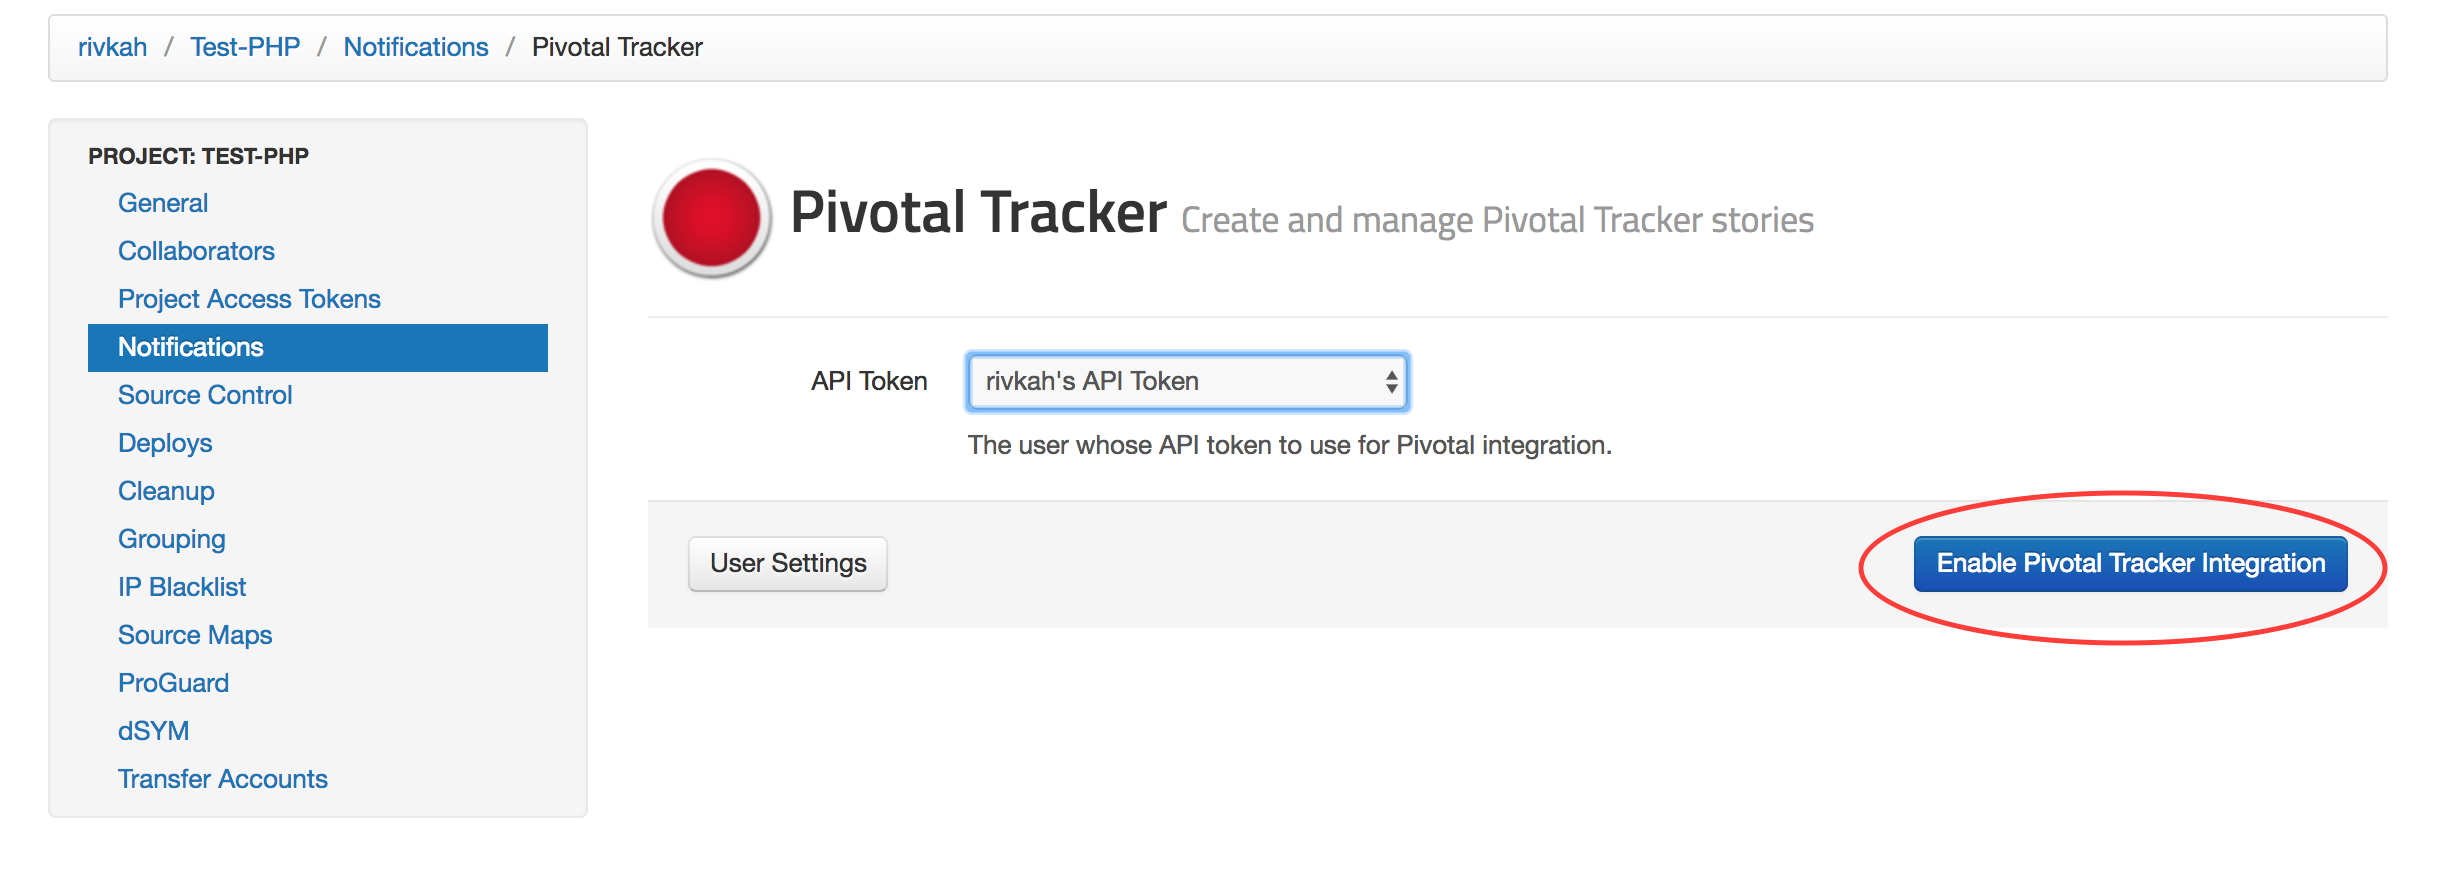 rivkah / Test-PHP / Notifications / Pivotal Tracker
PROJECT: TEST-PHP
General
Collaborators
Project Access Tokens
Notifications
Source Control
Deploys
Cleanup
Grouping
IP Blacklist
Source Maps
ProGuard
dSYM
Transfer Accounts
Pivotal Tracker Create and manage Pivotal Tracker stories
API Token rivkah's API Token
The user whose API token to use for Pivotal integration.
User Settings Enable Pivotal Tracker Integration